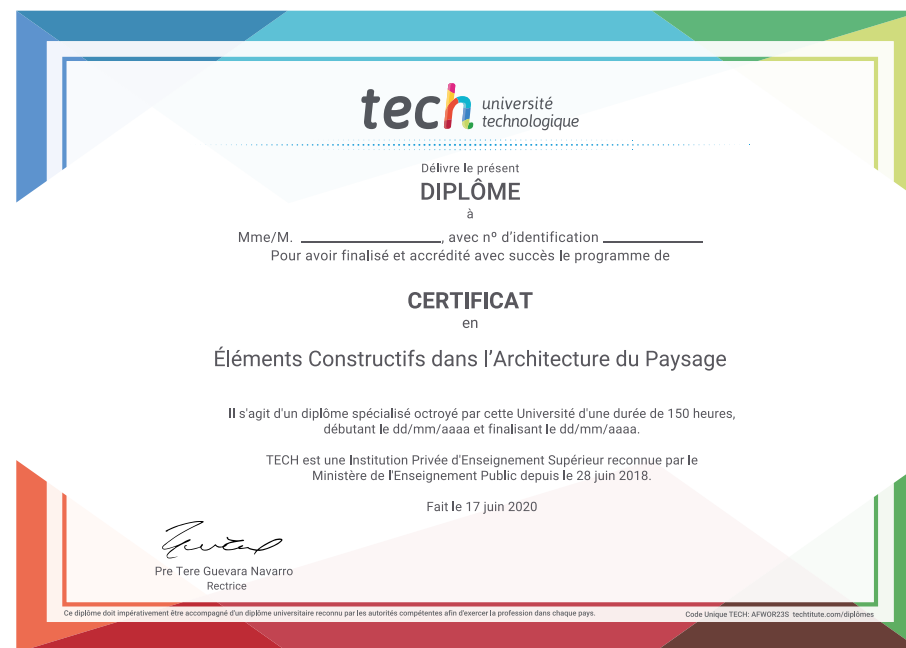 tech université
technologique
Délivre le présent
DIPLÔME
à
Mme/M. ____________________, avec nº d'identification ______________
Pour avoir finalisé et accrédité avec succès le programme de
CERTIFICAT
en
Éléments Constructifs dans l'Architecture du Paysage
Il s'agit d'un diplôme spécialisé octroyé par cette Université d'une durée de 150 heures,
débutant le dd/mm/aaaa et finalisant le dd/mm/aaaa.
TECH est une Institution Privée d'Enseignement Supérieur reconnue par le
Ministère de l'Enseignement Public depuis le 28 juin 2018.
Fait le 17 juin 2020
Pre Tere Guevara Navarro
Rectrice
Ce diplôme doit impérativement être accompagné d'un diplôme universitaire reconnu par les autorités compétentes afin d'exercer la profession dans chaque pays.
Code Unique TECH: AFWOR23S techtitute.com/diplômes